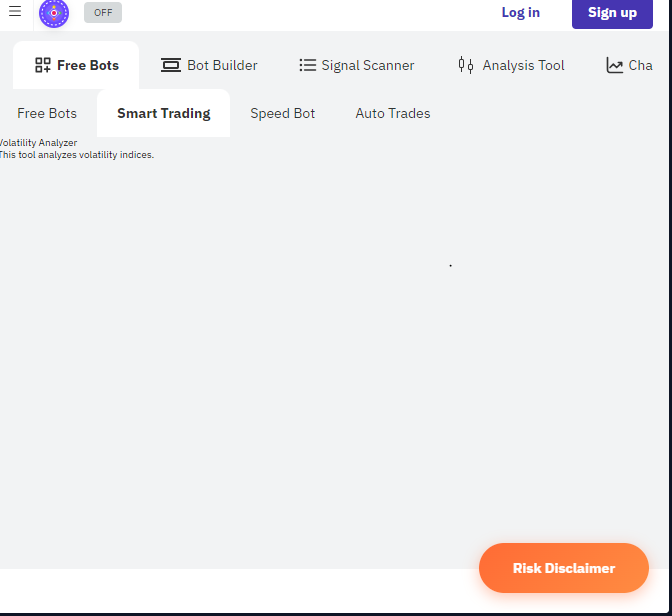 OFF
Log in
Sign up
Free Bots
Bot Builder
Signal Scanner
Analysis Tool
Cha
Free Bots
Smart Trading
Speed Bot
Auto Trades
Volatility Analyzer
This tool analyzes volatility indices.
Risk Disclaimer